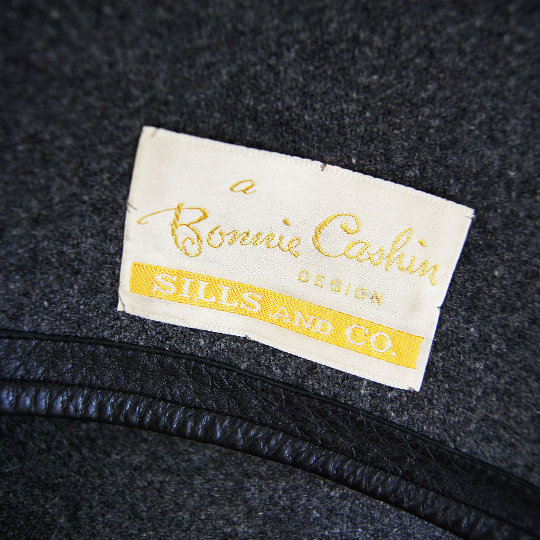 a
Bonnie Cashin
DESIGN
SILLS AND CO.